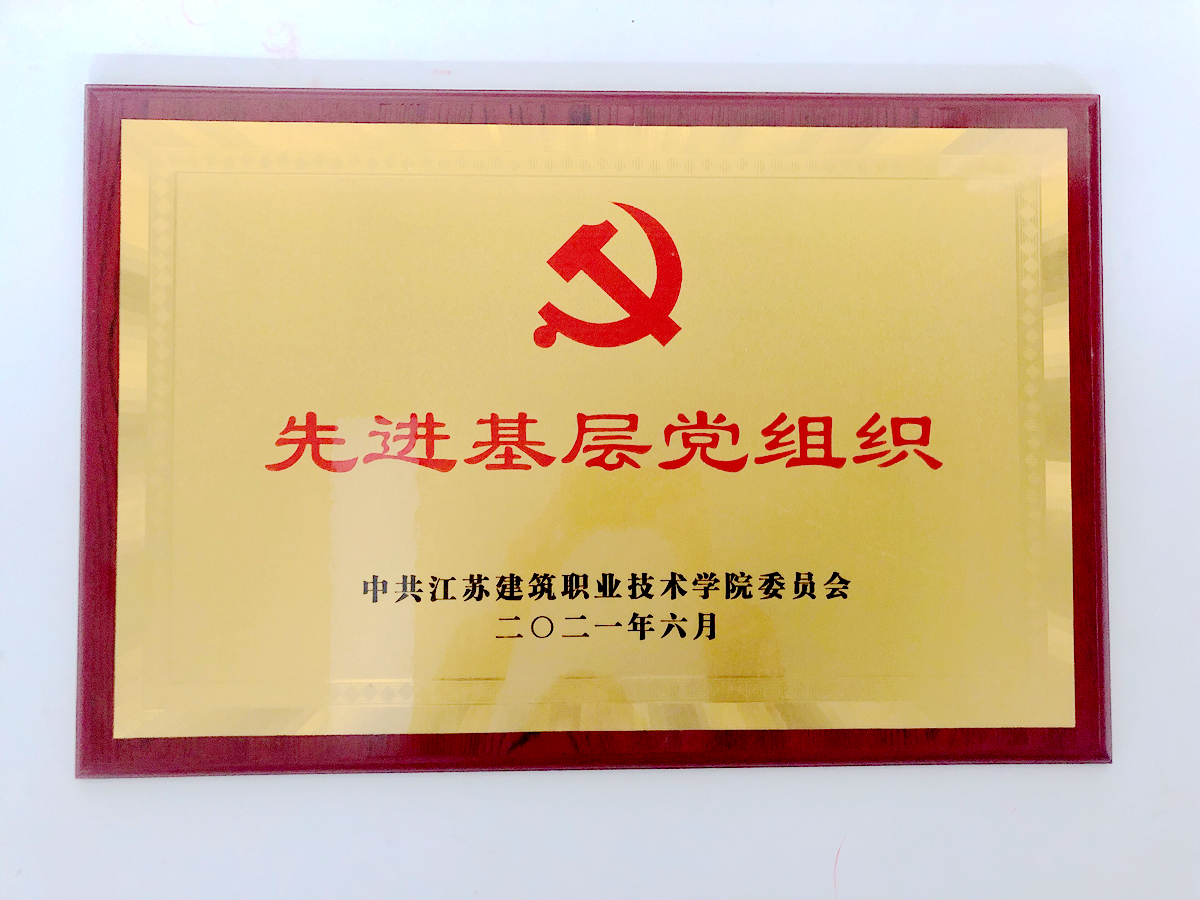 先进基层党组织
中共江苏建筑职业技术学院委员会
二〇二一年六月